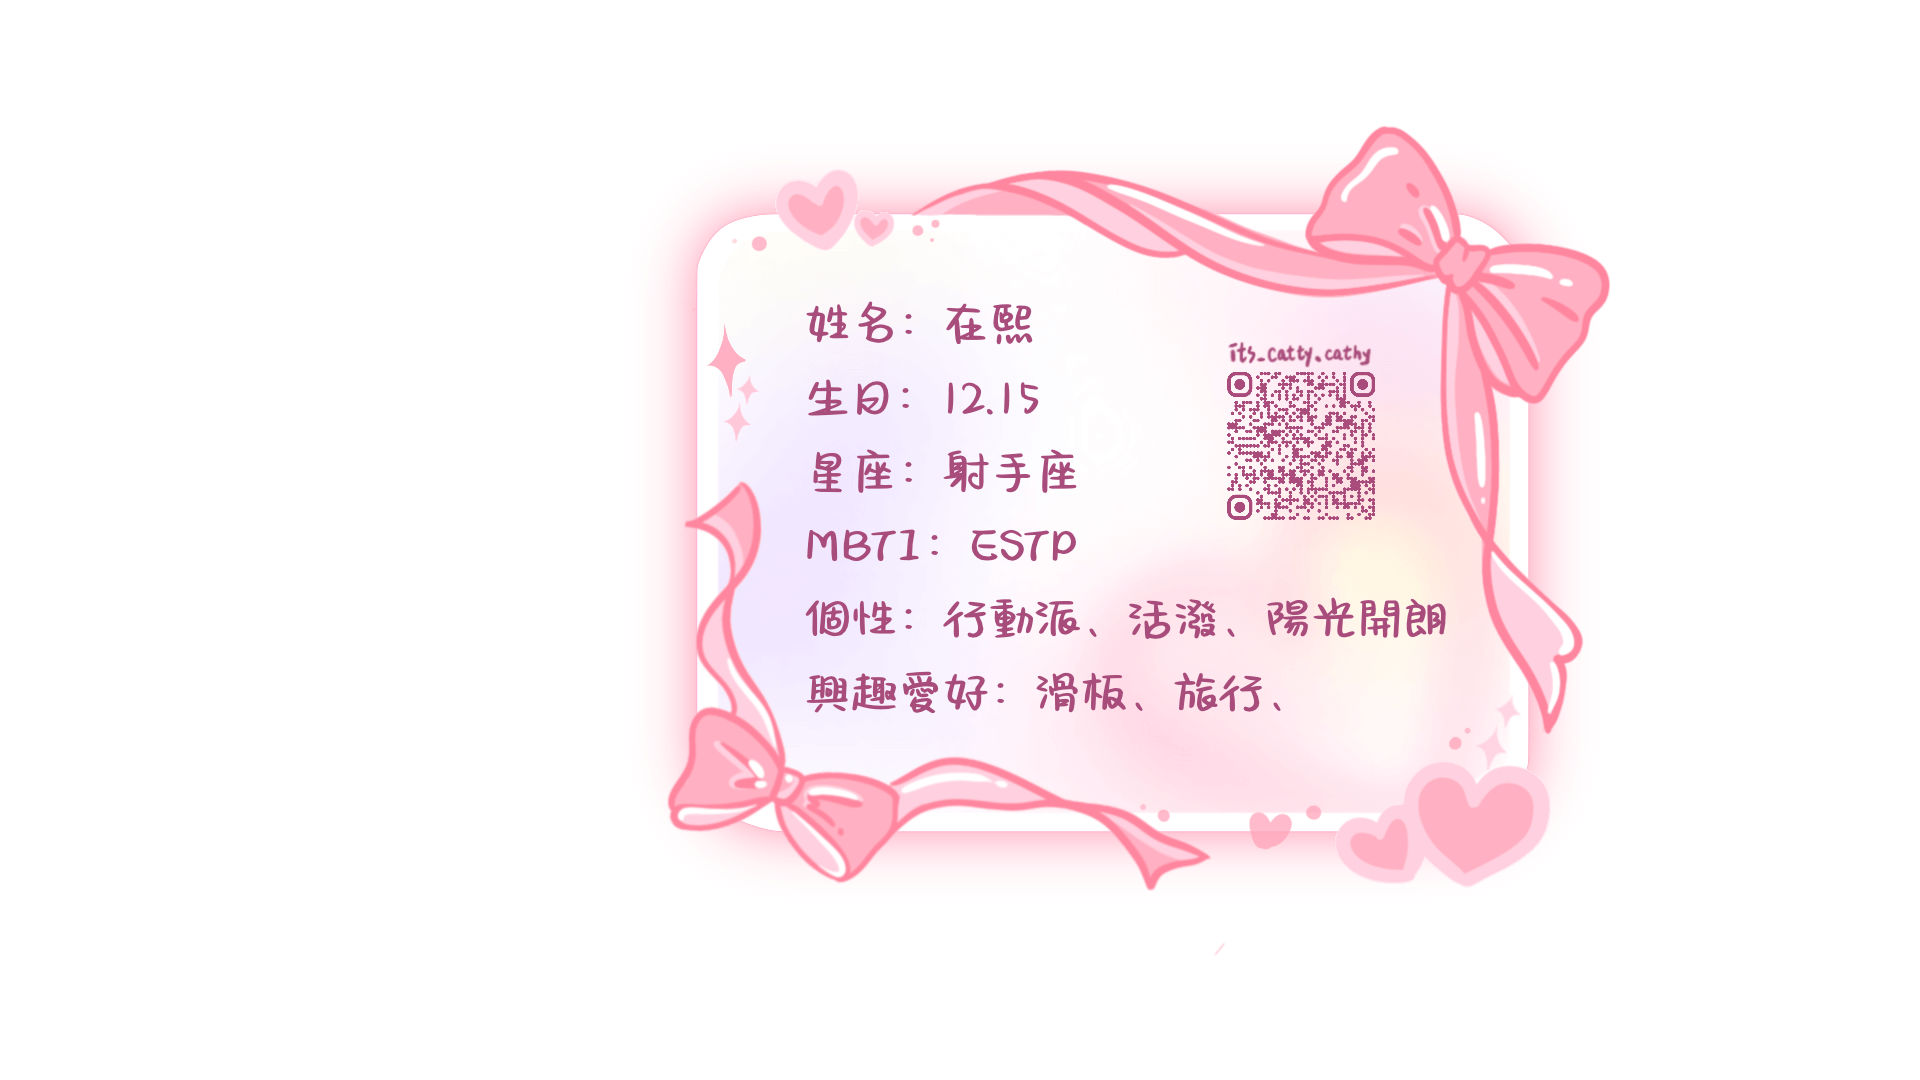 姓名：在熙
its_catty.cathy
生日：12.15
星座：射手座
MBTI：ESTP
個性：行動派、活潑、陽光開朗
興趣愛好：滑板、旅行、